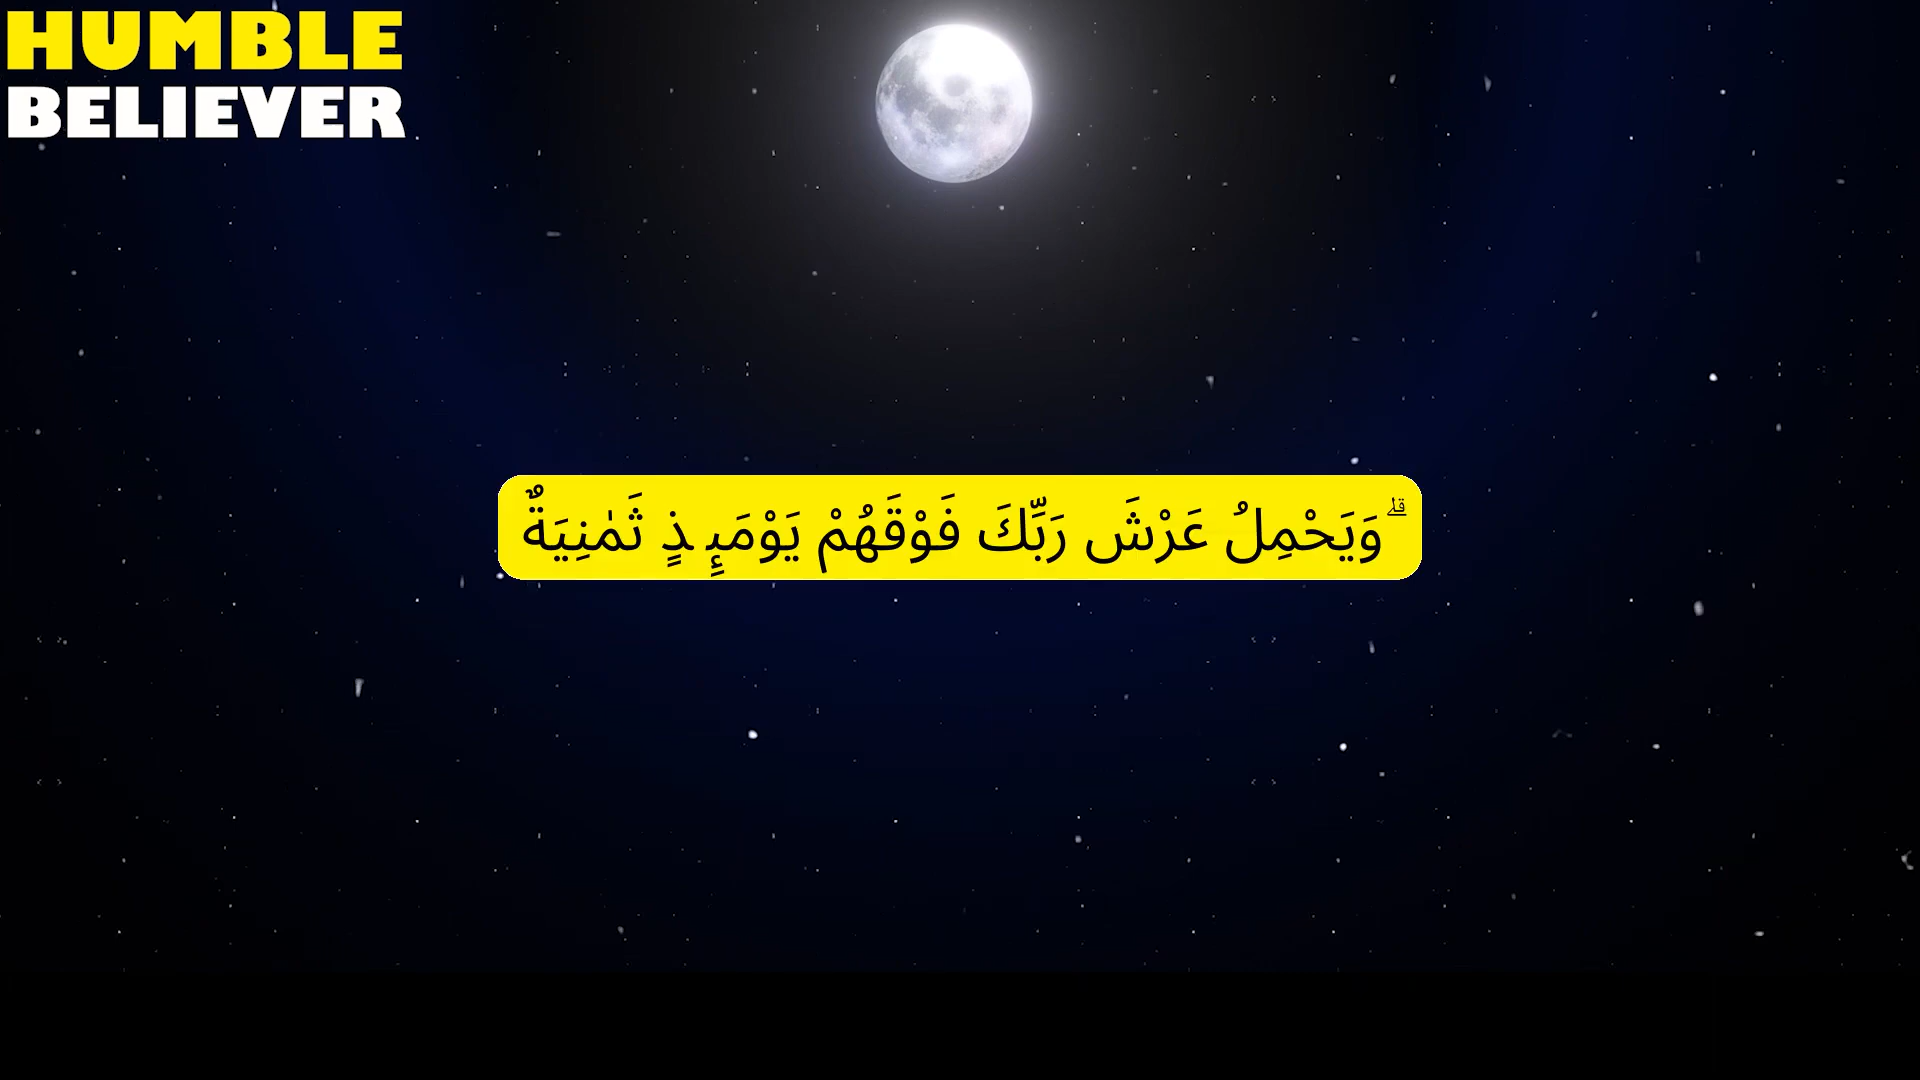 HUMBLE
BELIEVER
ۗ وَيَحْمِلُ عَرْشَ رَبِّكَ فَوْقَهُمْ يَوْمَىِٕذٍ ثَمٰنِيَةٌ